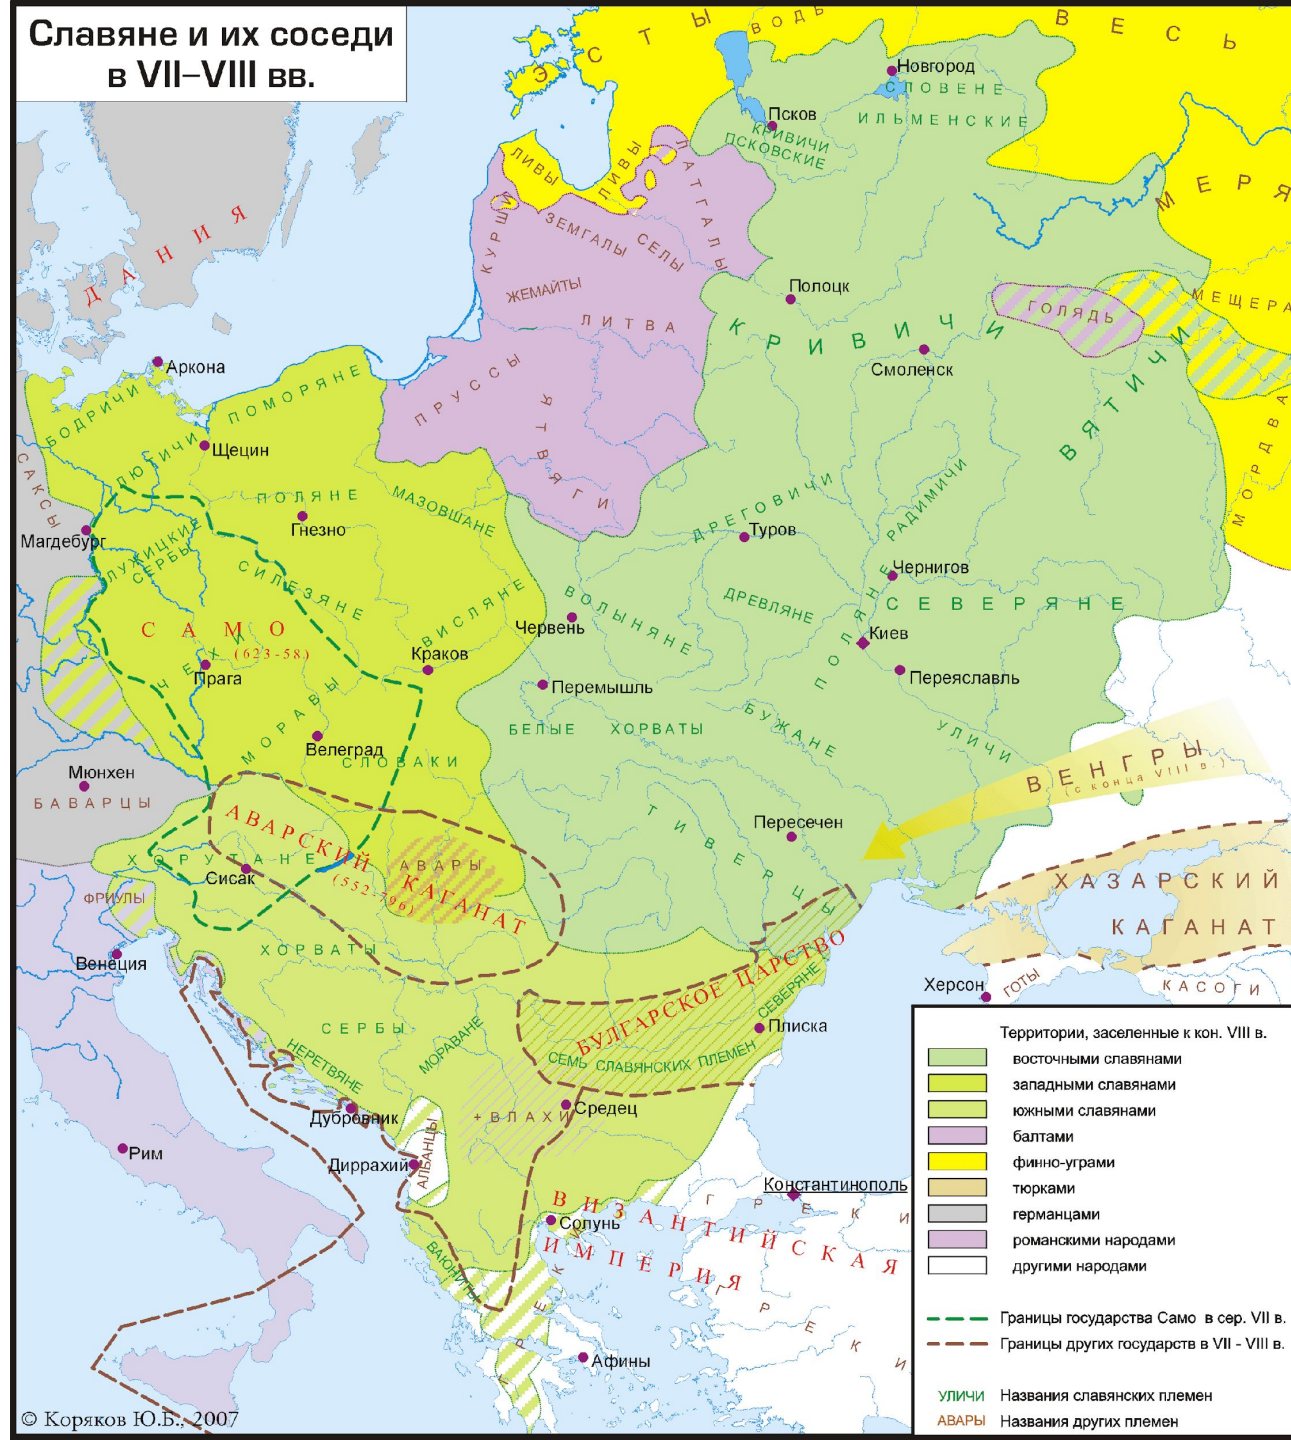 Славяне и их соседи
в VII–VIII вв.
ЭСТЫ
ВОДЬ
ВЕСЬ
Новгород
СЛОВЕНЕ
ИЛЬМЕНСКИЕ
Псков
КРИВИЧИ
ПСКОВСКИЕ
ЛИВЫ
ЛИВЫ
ЛАТГАЛЫ
МЕРЯ
КУРШИ
ЗЕМГАЛЫ
СЕЛЫ
ДАНИЯ
ЖЕМАЙТЫ
ЛИТВА
Полоцк
ГОЛЯДЬ
МЕЩЕРА
КРИВИЧИ
Смоленск
ВЯТИЧИ
Аркона
ПРУССЫ
ЯТВЯГИ
МОРДВА
БОДРИЧИ
ПОМОРЯНЕ
ЛЮТИЧИ
Щецин
САКСЫ
ПОЛЯНЕ
МАЗОВШАНЕ
Гнезно
Магдебург
ЛУЖИЦКИЕ
СЕРБЫ
СИЛЕЗЯНЕ
ДРЕГОВИЧИ
Туров
РАДИМИЧИ
Чернигов
СЕВЕРЯНЕ
ДРЕВЛЯНЕ
ПОЛЯНЕ
Киев
ВОЛЫНЯНЕ
Червень
ВИСЛЯНЕ
Краков
САМО
(623-58)
ЧЕХИ
Прага
Перемышль
Переяславль
МОРАВЫ
Велеград
СЛОВАКИ
БЕЛЫЕ ХОРВАТЫ
БУЖАНЕ
УЛИЧИ
ВЕНГРЫ
(с конца VIII в.)
Мюнхен
БАВАРЦЫ
АВАРСКИЙ КАГАНАТ
(552-796)
АВАРЫ
ТИВЕРЦЫ
Пересечен
ХОРУТАНЕ
Сисак
ФРИУЛЫ
ХАЗАРСКИЙ
КАГАНАТ
Венеция
ХОРВАТЫ
БУЛГАРСКОЕ ЦАРСТВО
СЕВЕРЯНЕ
Херсон
ГОТЫ
КАСОГИ
СЕРБЫ
МОРАВАНЕ
Плиска
СЕМЬ СЛАВЯНСКИХ ПЛЕМЕН
НЕРЕТВЯНЕ
Дубровник
+ВЛАХИ
Средец
Рим
Диррахий
АЛБАНЦЫ
Константинополь
ВИЗАНТИЙСКАЯ
ИМПЕРИЯ
ГРЕКИ
Солунь
ВАЮНИТЫ
ГРЕКИ
ГРЕКИ
Афины
Территории, заселенные к кон. VIII в.
восточными славянами
западными славянами
южными славянами
балтами
финно-уграми
тюрками
германцами
романскими народами
другими народами
Границы государства Само в сер. VII в.
Границы других государств в VII - VIII в.
УЛИЧИ Названия славянских племен
АВАРЫ Названия других племен
© Коряков Ю.Б., 2007